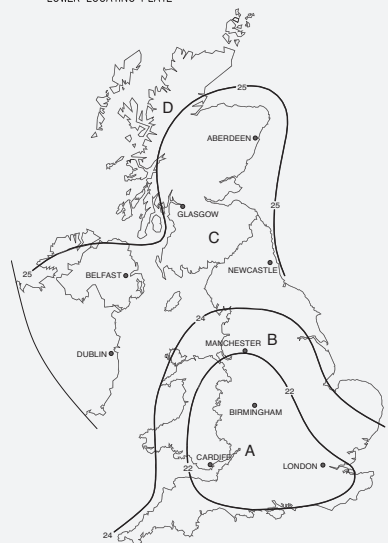 LOWER LOCATING PLATE
25
D
ABERDEEN
25
GLASGOW
C
25
BELFAST
NEWCASTLE
24
MANCHESTER
B
DUBLIN
22
BIRMINGHAM
A
CARDIFF
22
LONDON
24